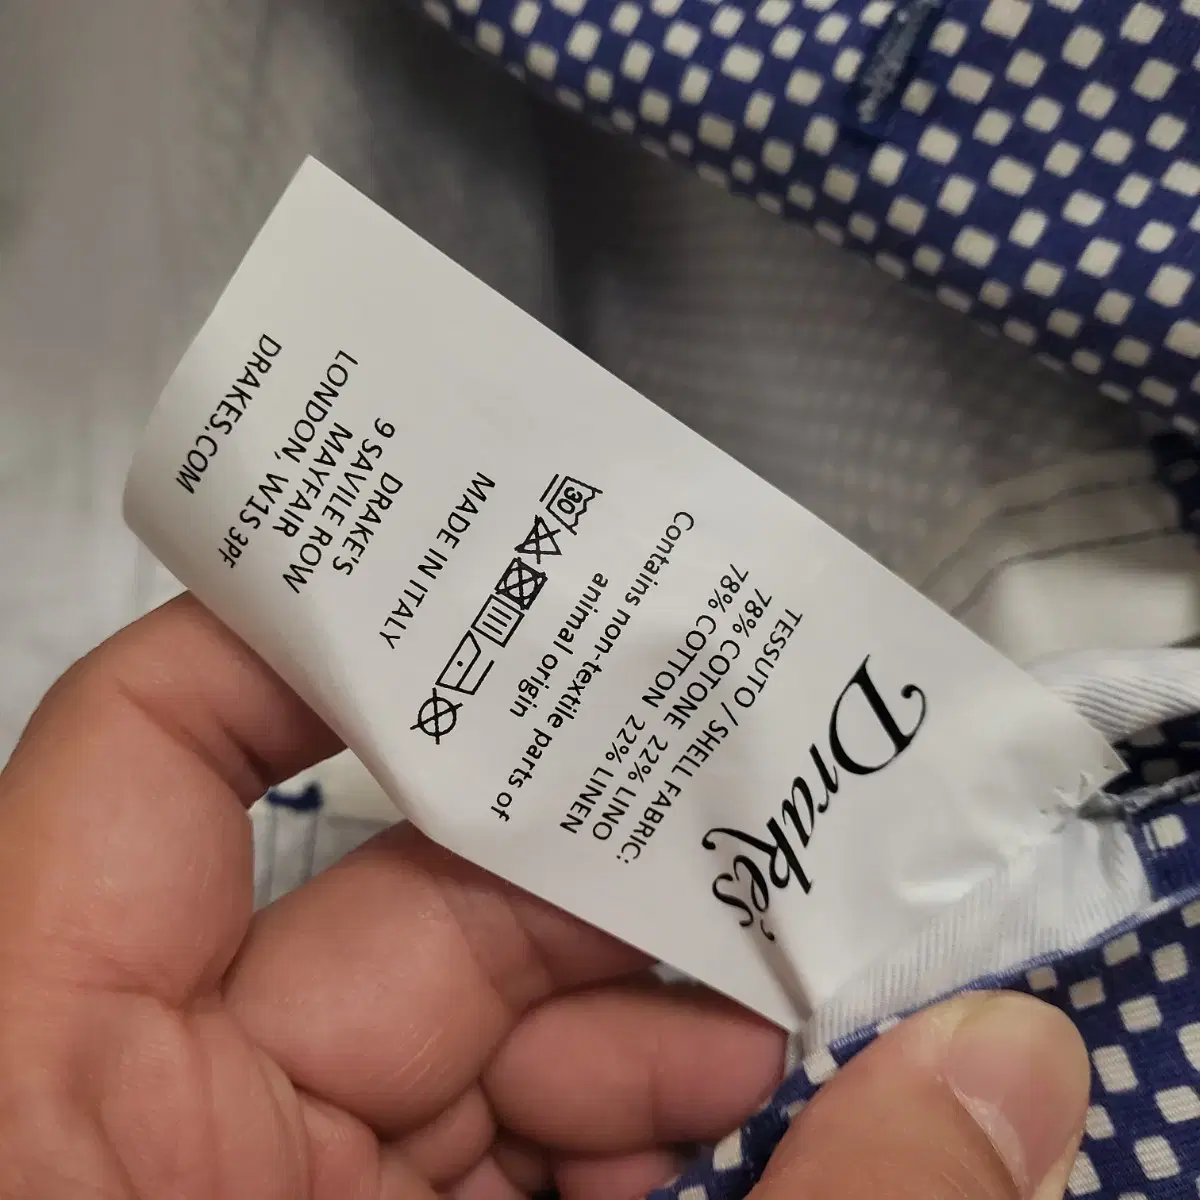 Drake's
TESSUTO / SHELL FABRIC:
78% COTONE 22% LINO
78% COTTON 22% LINEN
Contains non-textile parts of
animal origin
30
MADE IN ITALY
DRAKE'S
9 SAVILE ROW
MAYFAIR
LONDON, W1S 3PF
DRAKES.COM